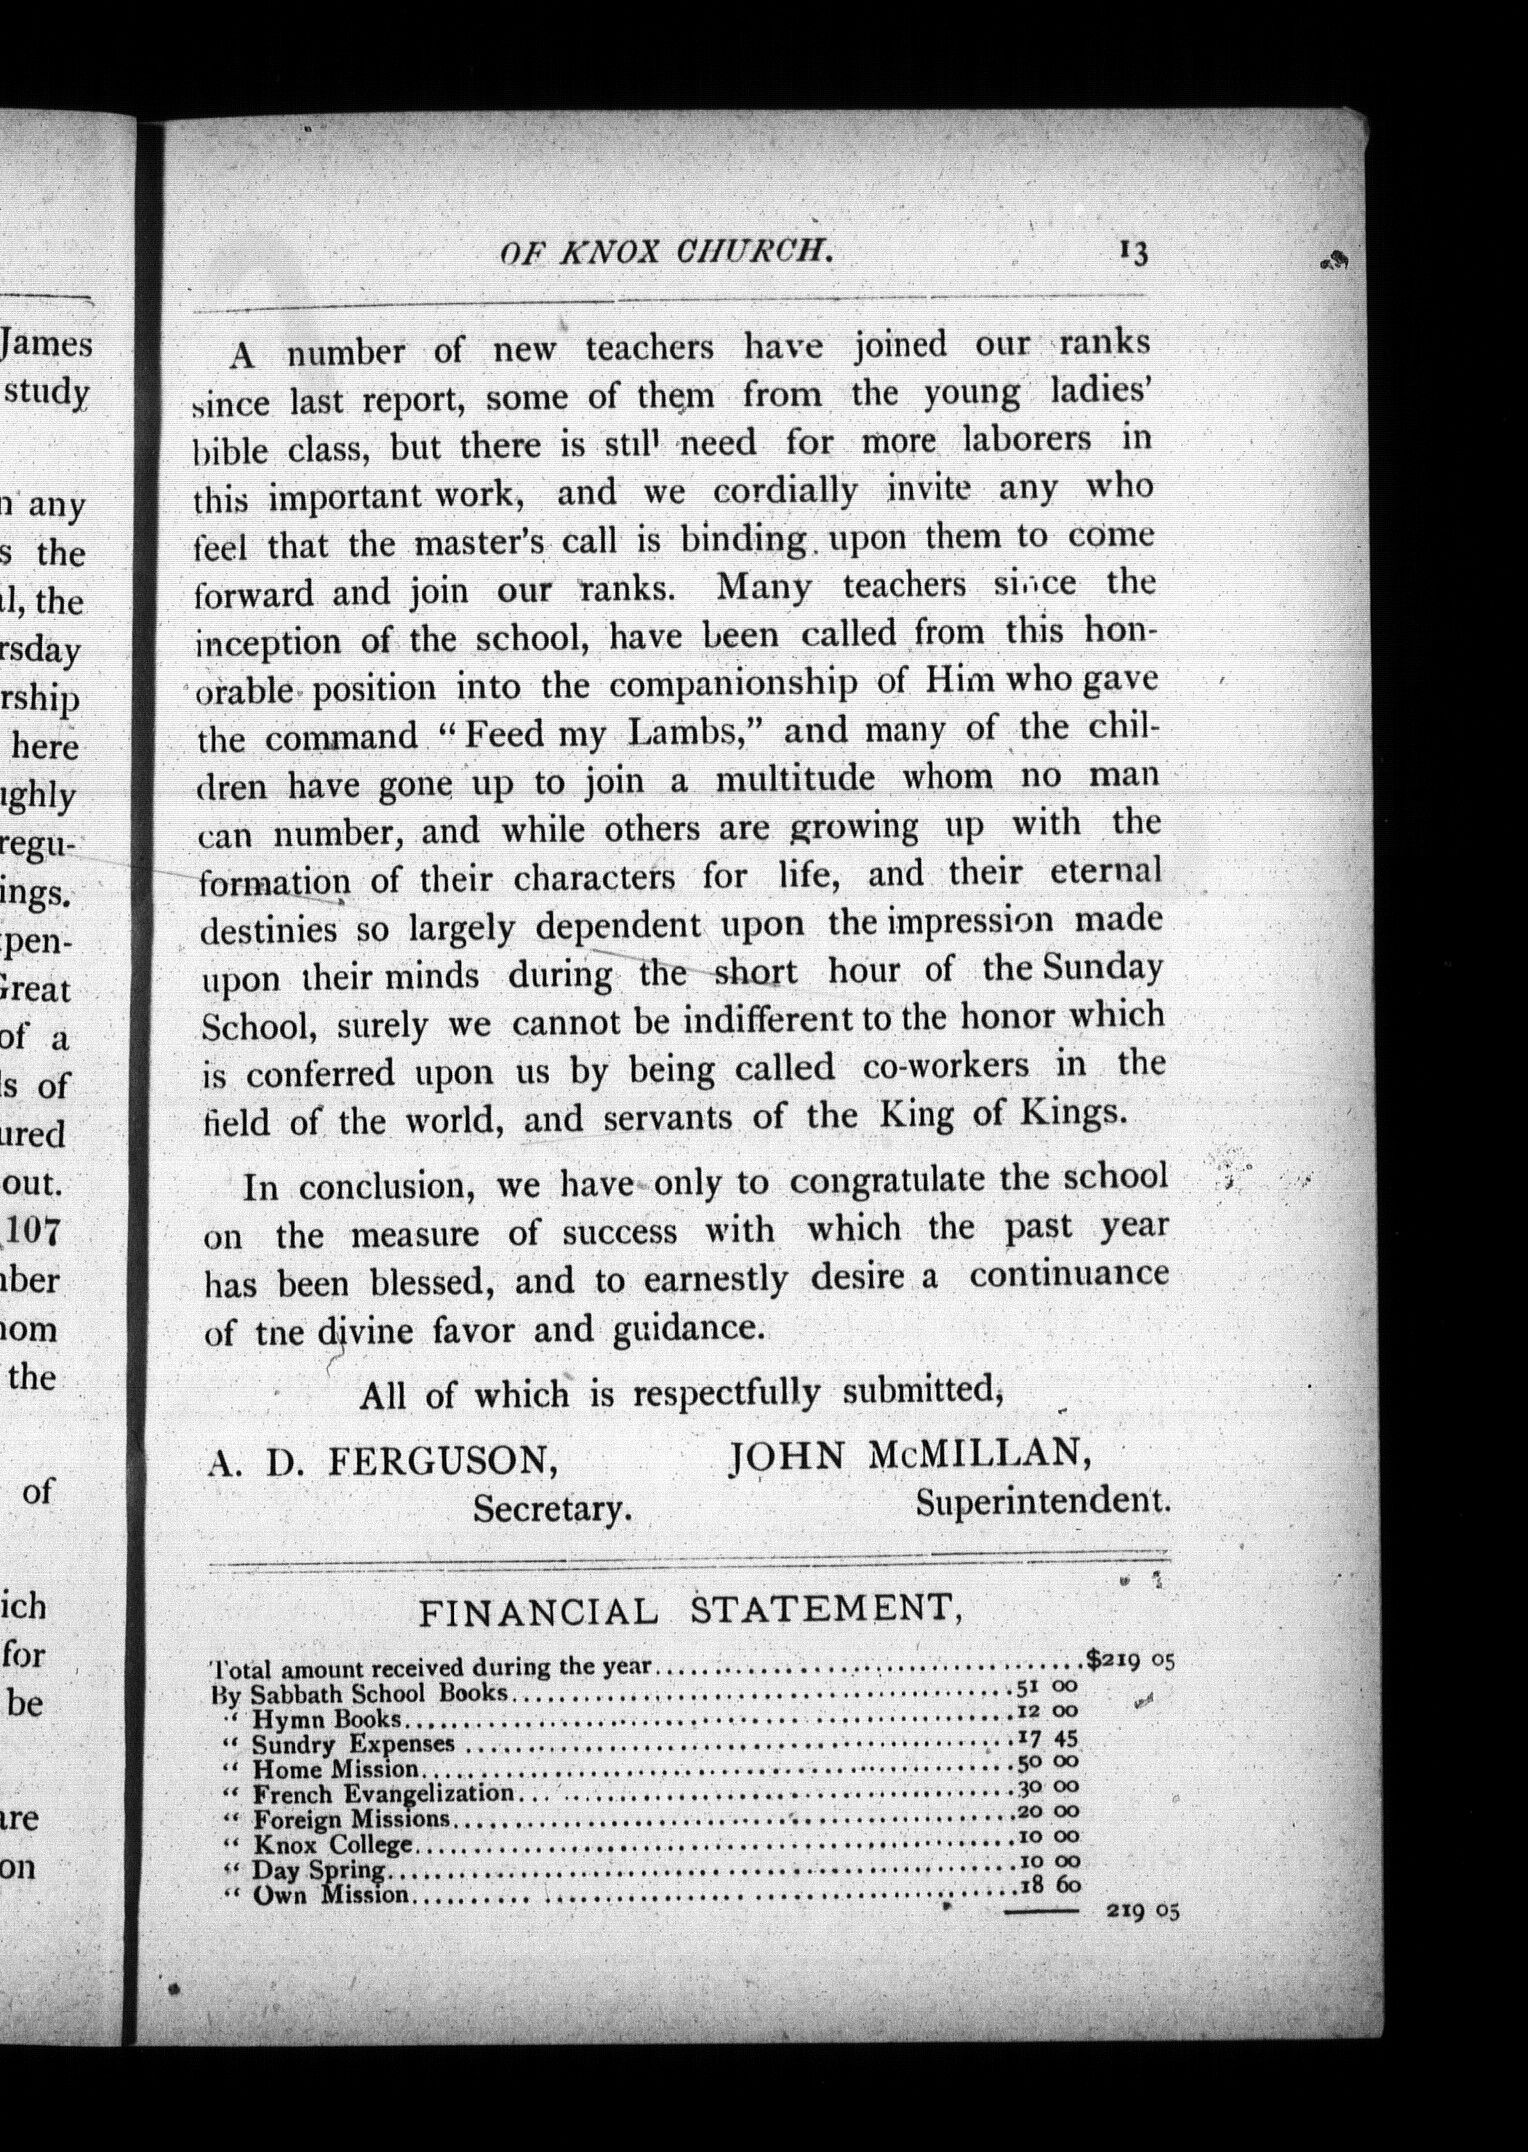 James
study
any
the
the
here
of a
of
out.
107
the
of
for
be
on
OF KNOX CHURCH. 13
A number of new teachers have joined our ranks
since last report, some of them from the young ladies'
bible class, but there is still need for more laborers in
this important work, and we cordially invite any who
feel that the master's call is binding upon them to come
forward and join our ranks. Many teachers since the
inception of the school, have been called from this hon-
orable position into the companionship of Him who gave
the command "Feed my Lambs," and many of the chil-
dren have gone up to join a multitude whom no man
can number, and while others are growing up with the
formation of their characters for life, and their eternal
destinies so largely dependent upon the impression made
upon their minds during the short hour of the Sunday
School, surely we cannot be indifferent to the honor which
is conferred upon us by being called co-workers in the
field of the world, and servants of the King of Kings.
In conclusion, we have only to congratulate the school
on the measure of success with which the past year
has been blessed, and to earnestly desire a continuance
of the divine favor and guidance.
All of which is respectfully submitted,
A. D. FERGUSON, JOHN McMILLAN,
Secretary. Superintendent.
FINANCIAL STATEMENT,
Total amount received during the year....................................$219 05
By Sabbath School Books..........................................51 00
" Hymn Books....................................................12 00
" Sundry Expenses ................................................17 45
" Home Mission..................................................50 00
" French Evangelization..........................................30 00
" Foreign Missions...............................................20 00
" Knox College...................................................10 00
" Day Spring.....................................................10 00
" Own Mission...................................................18 60
219 05